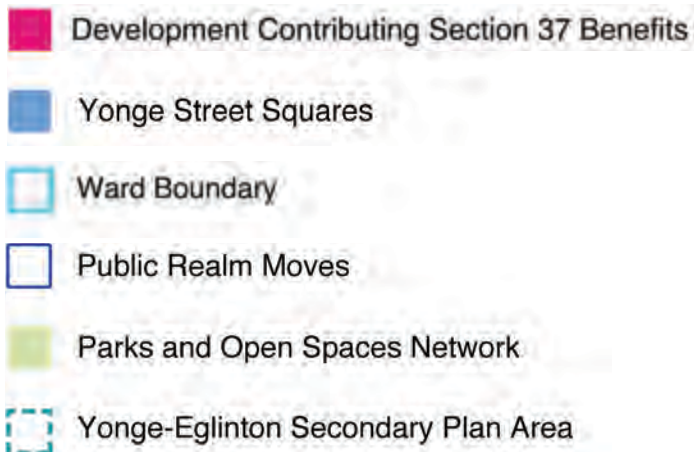 Development Contributing Section 37 Benefits
Yonge Street Squares
Ward Boundary
Public Realm Moves
Parks and Open Spaces Network
Yonge-Eglinton Secondary Plan Area